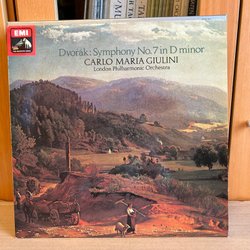 EMI
Dvořák: Symphony No. 7 in D minor
CARLO MARIA GIULINI
London Philharmonic Orchestra